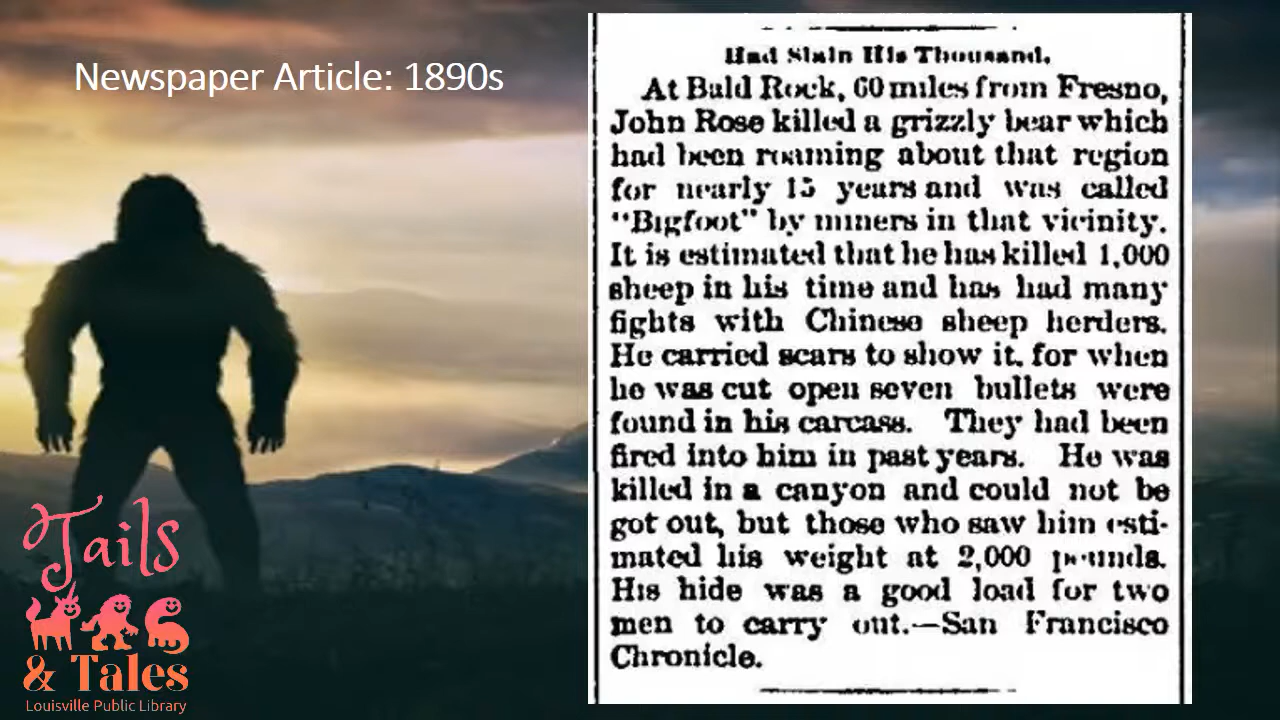 Newspaper Article: 1890s
Had Slain His Thousand.
At Bald Rock, 60 miles from Fresno,
John Rose killed a grizzly bear which
had been roaming about that region
for nearly 15 years and was called
"Bigfoot" by miners in that vicinity.
It is estimated that he has killed 1,000
sheep in his time and has had many
fights with Chinese sheep herders.
He carried scars to show it, for when
he was cut open seven bullets were
found in his carcass. They had been
fired into him in past years. He was
killed in a canyon and could not be
got out, but those who saw him esti-
mated his weight at 2,000 pounds.
His hide was a good load for two
men to carry out.—San Francisco
Chronicle.
Tails
& Tales
Louisville Public Library